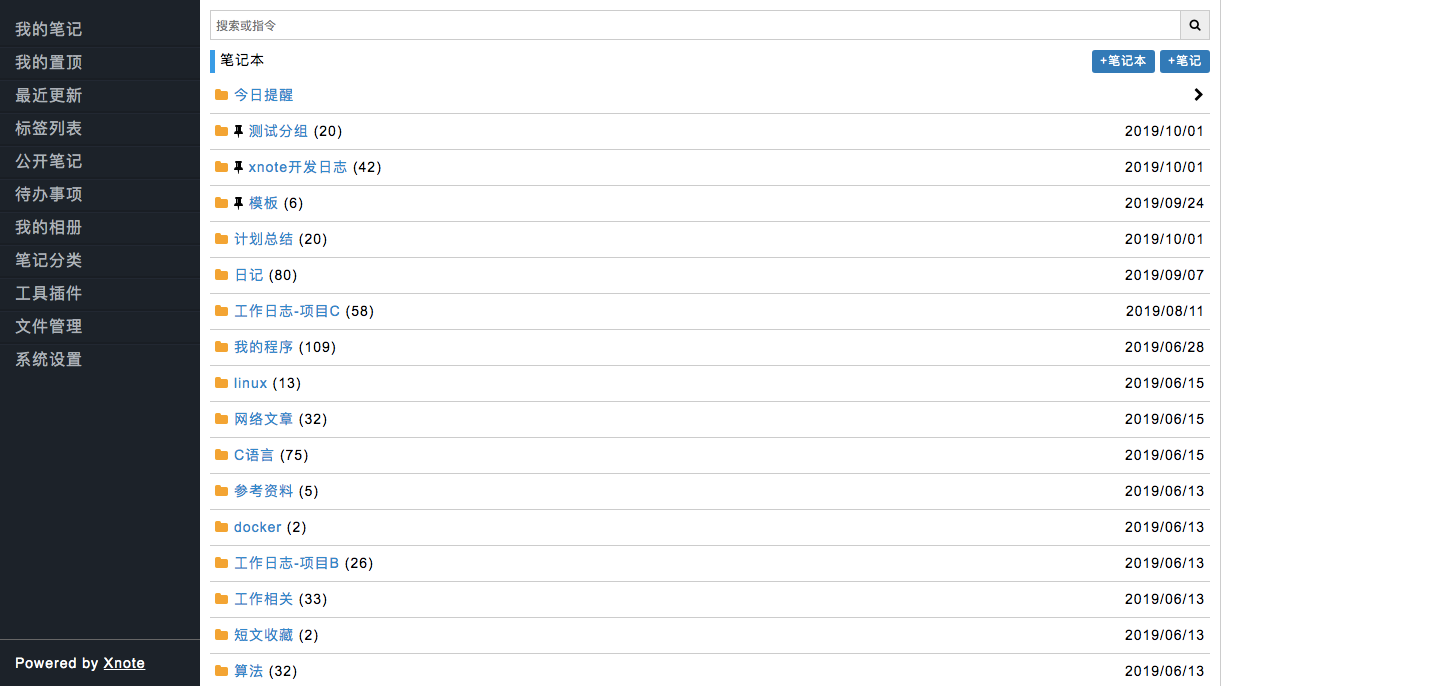 我的笔记
我的置顶
最近更新
标签列表
公开笔记
待办事项
我的相册
笔记分类
工具插件
文件管理
系统设置
Powered by Xnote
搜索或指令
笔记本 +笔记本 +笔记
今日提醒
测试分组 (20) 2019/10/01
xnote开发日志 (42) 2019/10/01
模板 (6) 2019/09/24
计划总结 (20) 2019/10/01
日记 (80) 2019/09/07
工作日志-项目C (58) 2019/08/11
我的程序 (109) 2019/06/28
linux (13) 2019/06/15
网络文章 (32) 2019/06/15
C语言 (75) 2019/06/15
参考资料 (5) 2019/06/13
docker (2) 2019/06/13
工作日志-项目B (26) 2019/06/13
工作相关 (33) 2019/06/13
短文收藏 (2) 2019/06/13
算法 (32) 2019/06/13